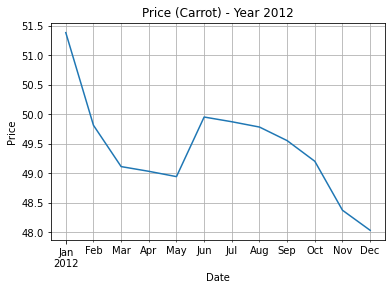 Price (Carrot) - Year 2012
51.5
51.0
50.5
50.0
49.5
49.0
48.5
48.0
Price
Jan Feb Mar Apr May Jun Jul Aug Sep Oct Nov Dec
2012
Date